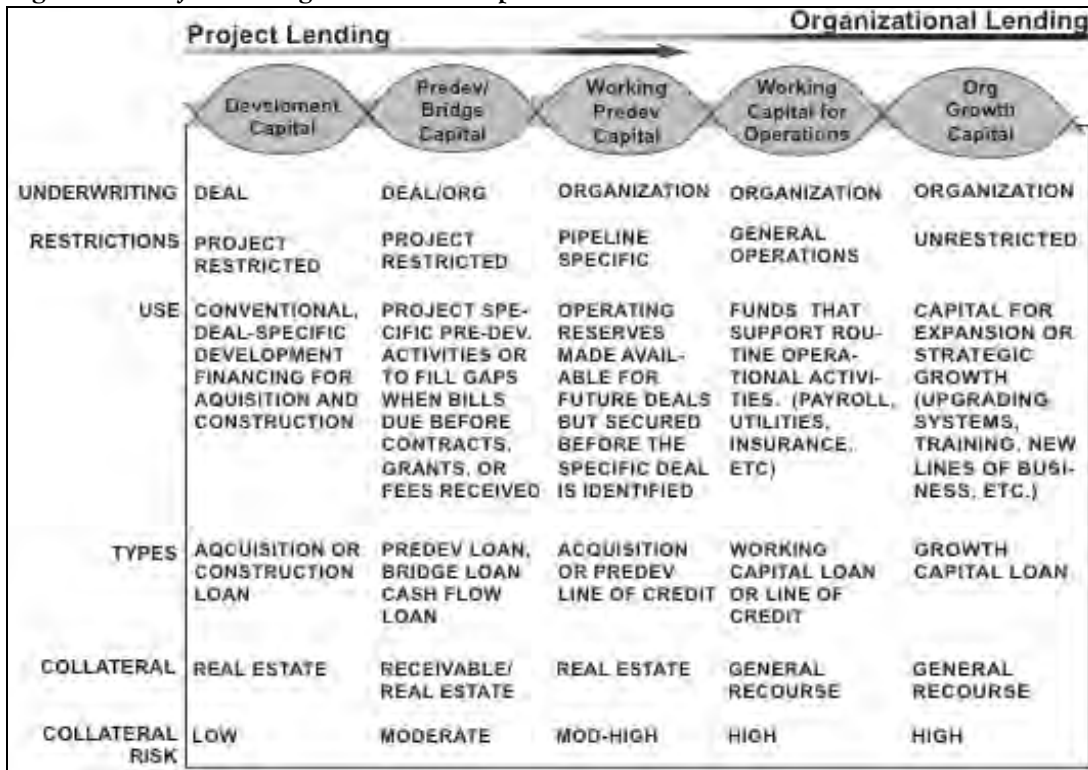 Project Lending
Organizational Lending
Develoment
Capital
Predev/
Bridge
Capital
Working
Predev
Capital
Working
Capital for
Operations
Org
Growth
Capital
UNDERWRITING
DEAL
DEAL/ORG
ORGANIZATION
ORGANIZATION
ORGANIZATION
RESTRICTIONS
PROJECT
RESTRICTED
PROJECT
RESTRICTED
PIPELINE
SPECIFIC
GENERAL
OPERATIONS
UNRESTRICTED
USE
CONVENTIONAL,
DEAL-SPECIFIC
DEVELOPMENT
FINANCING FOR
AQUISITION AND
CONSTRUCTION
PROJECT SPE-
CIFIC PRE-DEV.
ACTIVITIES OR
TO FILL GAPS
WHEN BILLS
DUE BEFORE
CONTRACTS,
GRANTS, OR
FEES RECEIVED
OPERATING
RESERVES
MADE AVAIL-
ABLE FOR
FUTURE DEALS
BUT SECURED
BEFORE THE
SPECIFIC DEAL
IS IDENTIFIED
FUNDS THAT
SUPPORT ROU-
TINE OPERA-
TIONAL ACTIVI-
TIES. (PAYROLL,
UTILITIES,
INSURANCE,
ETC)
CAPITAL FOR
EXPANSION OR
STRATEGIC
GROWTH
(UPGRADING
SYSTEMS,
TRAINING, NEW
LINES OF BUSI-
NESS, ETC.)
TYPES
AQCUISITION OR
CONSTRUCTION
LOAN
PREDEV LOAN,
BRIDGE LOAN
CASH FLOW
LOAN
ACQUISITION
OR PREDEV
LINE OF CREDIT
WORKING
CAPITAL LOAN
OR LINE OF
CREDIT
GROWTH
CAPITAL LOAN
COLLATERAL
REAL ESTATE
RECEIVABLE/
REAL ESTATE
REAL ESTATE
GENERAL
RECOURSE
GENERAL
RECOURSE
COLLATERAL
RISK
LOW
MODERATE
MOD-HIGH
HIGH
HIGH